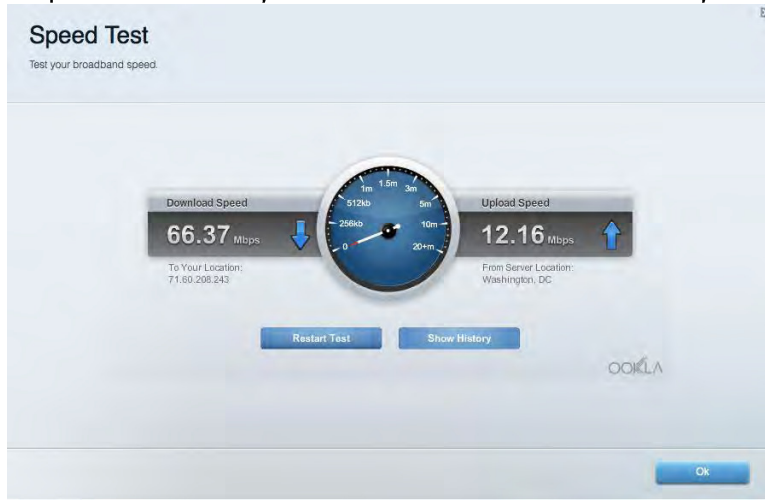 Speed Test
Test your broadband speed.
Download Speed
66.37 Mbps
To Your Location:
71.60.208.243
0
256kb
512kb
1m
1.5m
3m
5m
10m
20+m
Upload Speed
12.16 Mbps
From Server Location:
Washington, DC
Restart Test
Show History
OOKLA
Ok